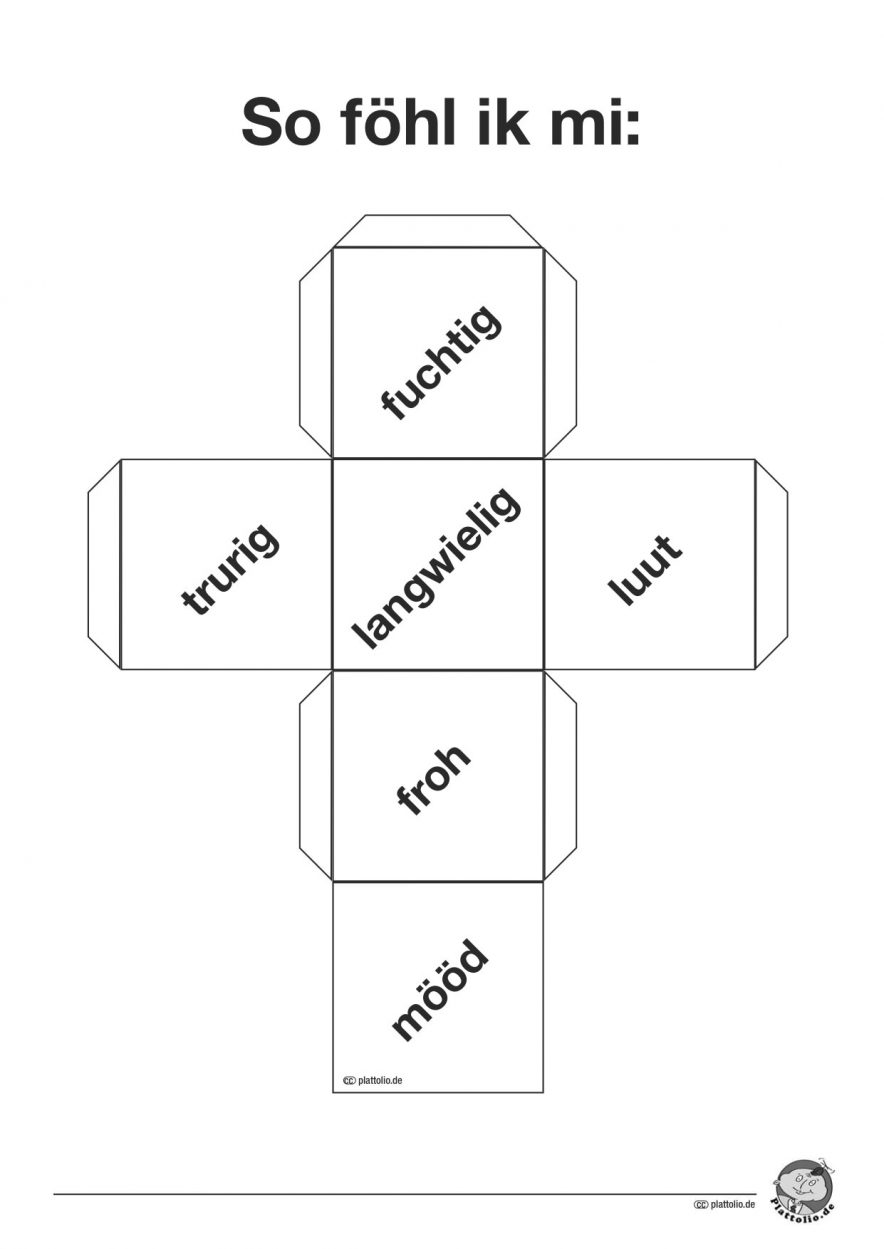 So föhl ik mi:
fuchtig
trurig
langwielig
luut
froh
mööd
cc plattolio.de
cc plattolio.de
Plattolio.de